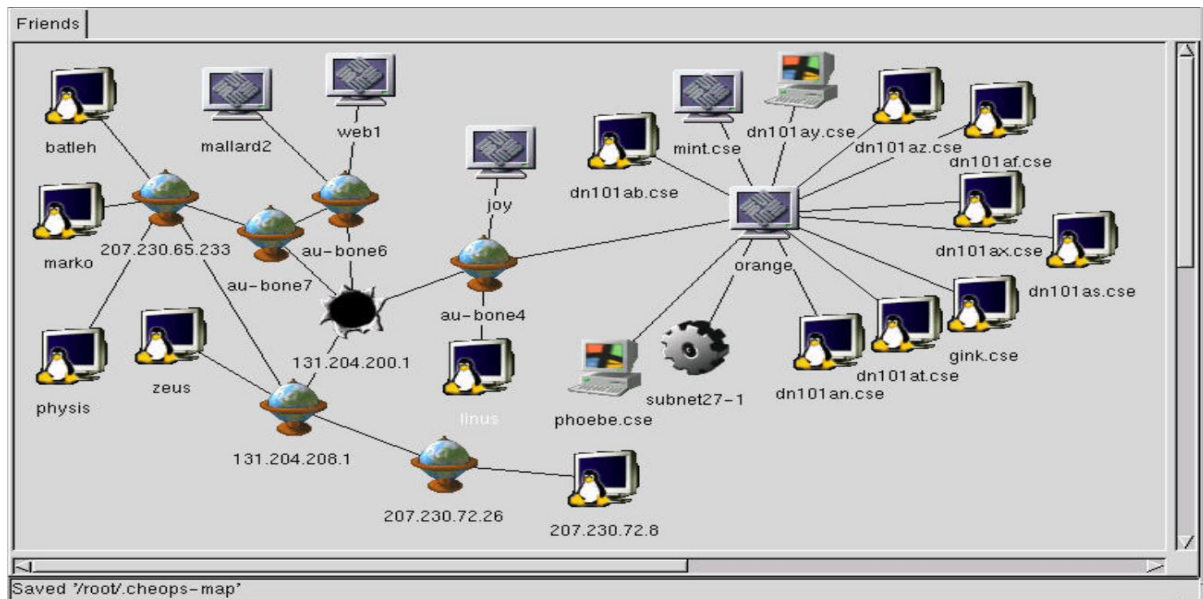 Friends
batleh
mallard2
web1
dn101ay.cse
mint.cse
dn101az.cse
dn101af.cse
dn101ab.cse
joy
207.230.65.233
marko
au-bone6
au-bone7
orange
dn101ax.cse
dn101as.cse
au-bone4
131.204.200.1
gink.cse
zeus
physis
dn101at.cse
dn101an.cse
subnet27-1
phoebe.cse
linus
131.204.208.1
207.230.72.26
207.230.72.8
Saved "/root/.cheops-map"